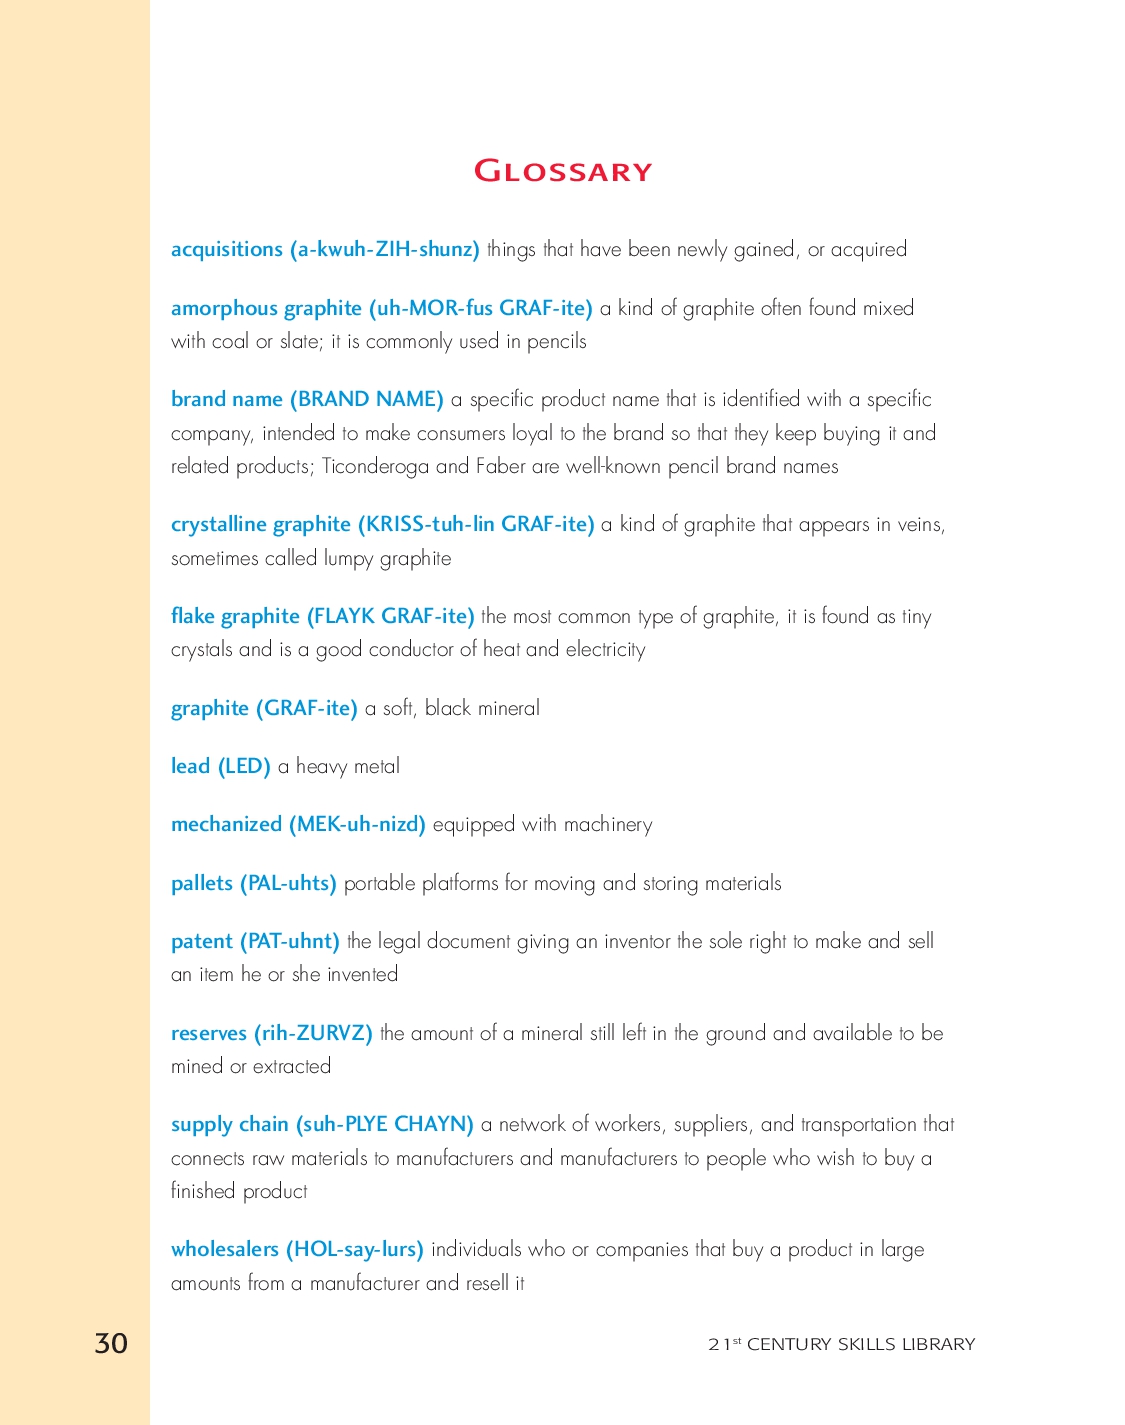 GLOSSARY
acquisitions (a-kwuh-ZIH-shunz) things that have been newly gained, or acquired
amorphous graphite (uh-MOR-fus GRAF-ite) a kind of graphite often found mixed
with coal or slate; it is commonly used in pencils
brand name (BRAND NAME) a specific product name that is identified with a specific
company, intended to make consumers loyal to the brand so that they keep buying it and
related products; Ticonderoga and Faber are well-known pencil brand names
crystalline graphite (KRISS-tuh-lin GRAF-ite) a kind of graphite that appears in veins,
sometimes called lumpy graphite
flake graphite (FLAYK GRAF-ite) the most common type of graphite, it is found as tiny
crystals and is a good conductor of heat and electricity
graphite (GRAF-ite) a soft, black mineral
lead (LED) a heavy metal
mechanized (MEK-uh-nizd) equipped with machinery
pallets (PAL-uhts) portable platforms for moving and storing materials
patent (PAT-uhnt) the legal document giving an inventor the sole right to make and sell
an item he or she invented
reserves (rih-ZURVZ) the amount of a mineral still left in the ground and available to be
mined or extracted
supply chain (suh-PLYE CHAYN) a network of workers, suppliers, and transportation that
connects raw materials to manufacturers and manufacturers to people who wish to buy a
finished product
wholesalers (HOL-say-lurs) individuals who or companies that buy a product in large
amounts from a manufacturer and resell it
30
21st CENTURY SKILLS LIBRARY